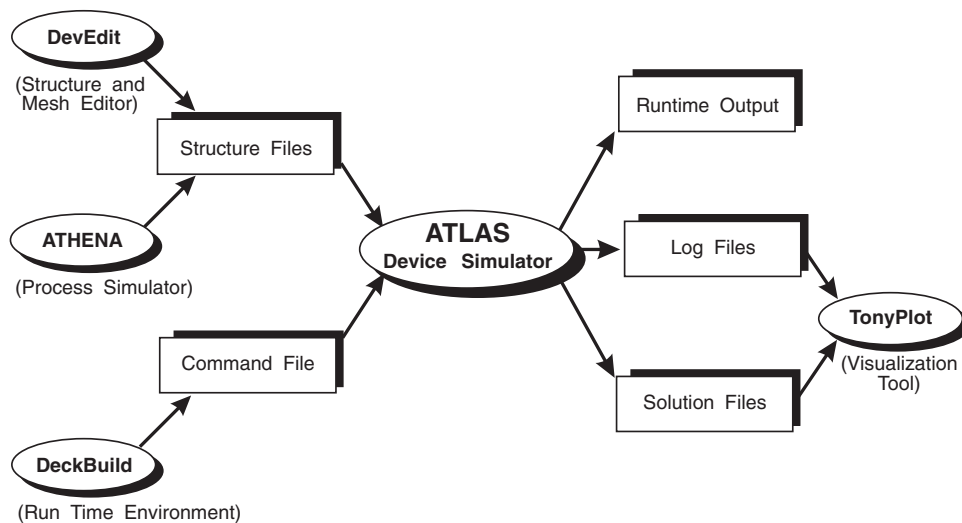 DevEdit
(Structure and
Mesh Editor)
Structure Files
ATHENA
(Process Simulator)
Command File
DeckBuild
(Run Time Environment)
ATLAS
Device Simulator
Runtime Output
Log Files
Solution Files
TonyPlot
(Visualization
Tool)